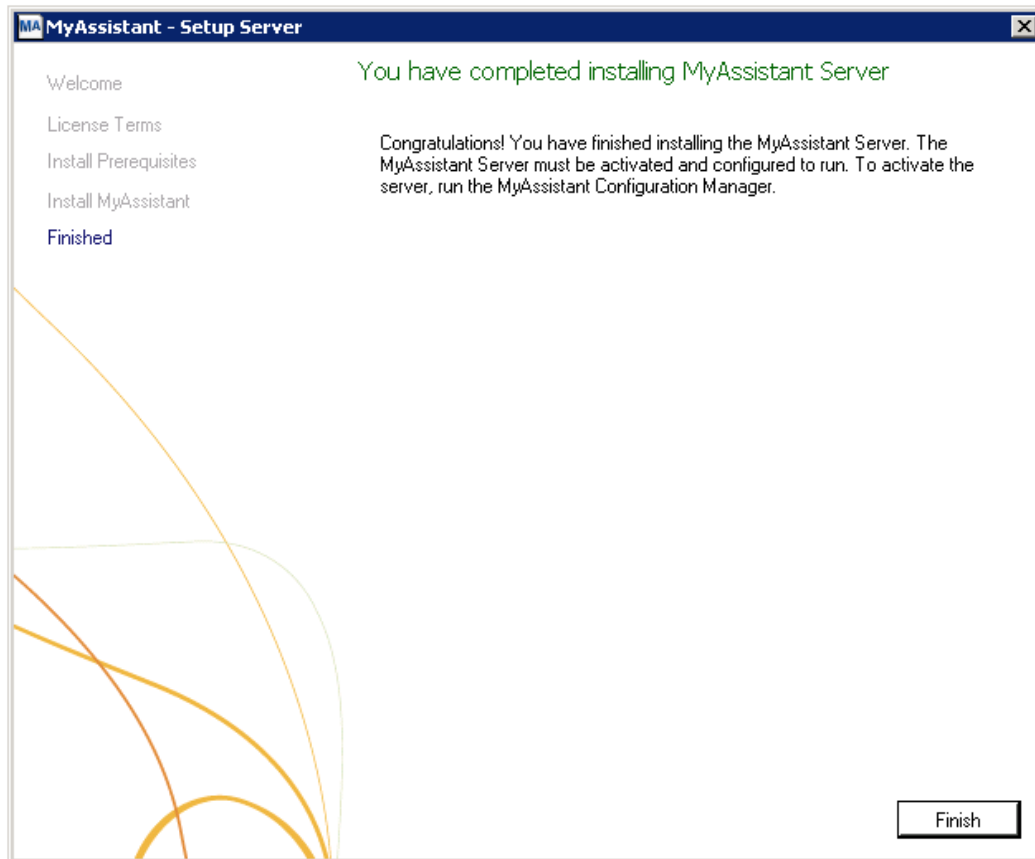 MA MyAssistant - Setup Server
Welcome
License Terms
Install Prerequisites
Install MyAssistant
Finished
You have completed installing MyAssistant Server
Congratulations! You have finished installing the MyAssistant Server. The
MyAssistant Server must be activated and configured to run. To activate the
server, run the MyAssistant Configuration Manager.
Finish